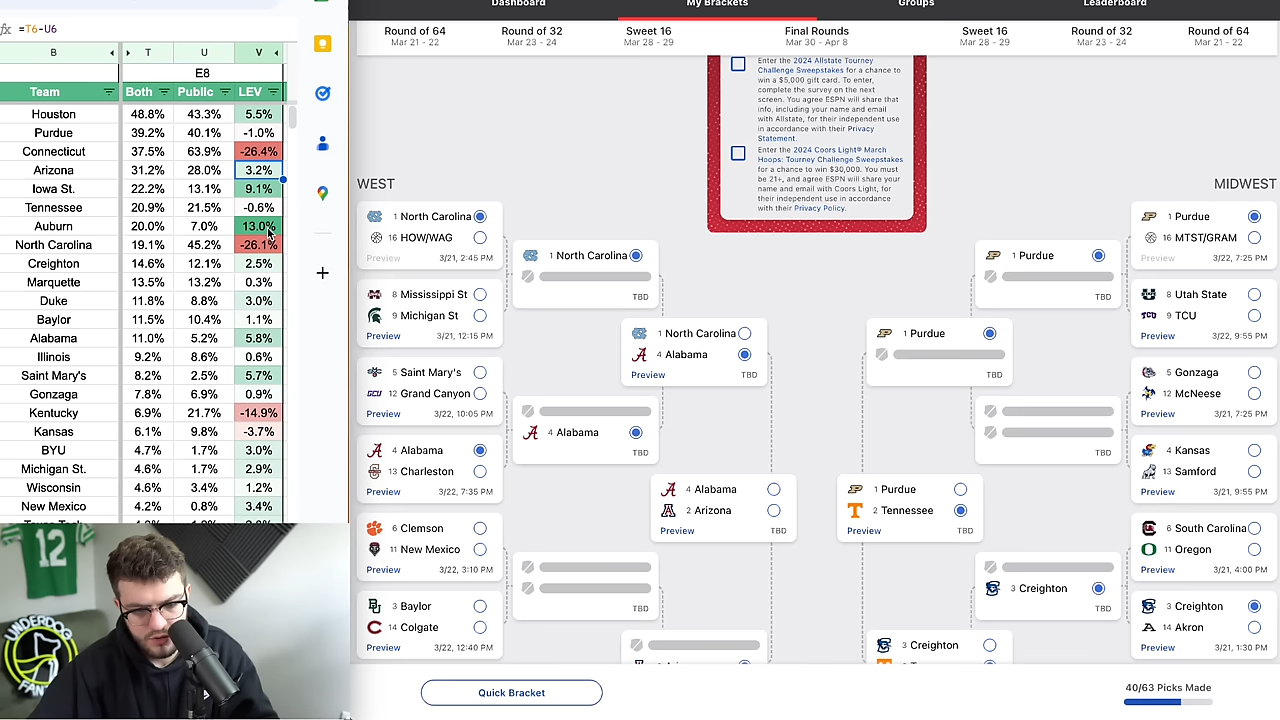 fx =T6-U6
B T U V
E8
Team Both Public LEV
Houston 48.8% 43.3% 5.5%
Purdue 39.2% 40.1% -1.0%
Connecticut 37.5% 63.9% -26.4%
Arizona 31.2% 28.0% 3.2%
Iowa St. 22.2% 13.1% 9.1%
Tennessee 20.9% 21.5% -0.6%
Auburn 20.0% 7.0% 13.0%
North Carolina 19.1% 45.2% -26.1%
Creighton 14.6% 12.1% 2.5%
Marquette 13.5% 13.2% 0.3%
Duke 11.8% 8.8% 3.0%
Baylor 11.5% 10.4% 1.1%
Alabama 11.0% 5.2% 5.8%
Illinois 9.2% 8.6% 0.6%
Saint Mary's 8.2% 2.5% 5.7%
Gonzaga 7.8% 6.9% 0.9%
Kentucky 6.9% 21.7% -14.9%
Kansas 6.1% 9.8% -3.7%
BYU 4.7% 1.7% 3.0%
Michigan St. 4.6% 1.7% 2.9%
Wisconsin 4.6% 3.4% 1.2%
New Mexico 4.2% 0.8% 3.4%
12
UNDERDOG
FAN
Dashboard My Brackets Groups Leaderboard
Round of 64 Round of 32 Sweet 16 Final Rounds Sweet 16 Round of 32 Round of 64
Mar 21 - 22 Mar 23 - 24 Mar 28 - 29 Mar 30 - Apr 8 Mar 28 - 29 Mar 23 - 24 Mar 21 - 22
Enter the 2024 Allstate Tourney
Challenge Sweepstakes for a chance to
win a $5,000 gift card. To enter,
complete the survey on the next
screen. You agree ESPN will share that
info, including your name and email
with Allstate, for their independent use
in accordance with their Privacy
Statement.
Enter the 2024 Coors Light® March
Hoops: Tourney Challenge Sweepstakes
for a chance to win $30,000. You must
be 21+, and agree ESPN will share your
name and email with Coors Light, for
their independent use in accordance
with their Privacy Policy.
WEST
1 North Carolina
16 HOW/WAG
Preview 3/21, 2:45 PM
8 Mississippi St
9 Michigan St
Preview 3/21, 12:15 PM
5 Saint Mary's
12 Grand Canyon
Preview 3/22, 10:05 PM
4 Alabama
13 Charleston
Preview 3/22, 7:35 PM
6 Clemson
11 New Mexico
Preview 3/22, 3:10 PM
3 Baylor
14 Colgate
Preview 3/22, 12:40 PM
1 North Carolina
TBD
4 Alabama
TBD
TBD
1 North Carolina
4 Alabama
Preview TBD
4 Alabama
2 Arizona
Preview TBD
1 Purdue
TBD
1 Purdue
2 Tennessee
Preview TBD
3 Creighton
1 Purdue
TBD
TBD
3 Creighton
TBD
MIDWEST
1 Purdue
16 MTST/GRAM
Preview 3/22, 7:25 PM
8 Utah State
9 TCU
Preview 3/22, 9:55 PM
5 Gonzaga
12 McNeese
Preview 3/21, 7:25 PM
4 Kansas
13 Samford
Preview 3/21, 9:55 PM
6 South Carolina
11 Oregon
Preview 3/21, 4:00 PM
3 Creighton
14 Akron
Preview 3/21, 1:30 PM
Quick Bracket
40/63 Picks Made